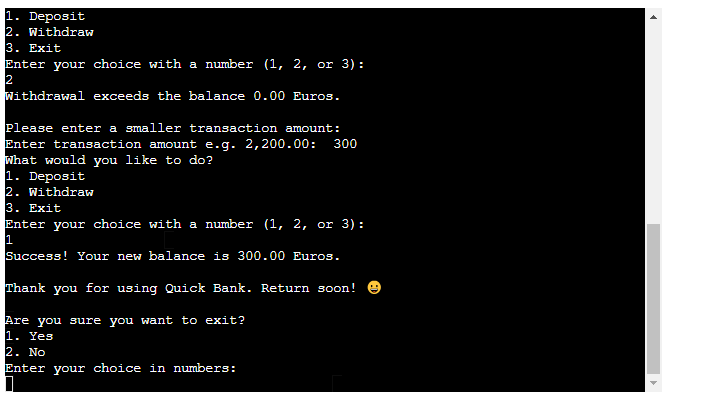 1. Deposit
2. Withdraw
3. Exit
Enter your choice with a number (1, 2, or 3):
2
Withdrawal exceeds the balance 0.00 Euros.
Please enter a smaller transaction amount:
Enter transaction amount e.g. 2,200.00:  300
What would you like to do?
1. Deposit
2. Withdraw
3. Exit
Enter your choice with a number (1, 2, or 3):
1
Success! Your new balance is 300.00 Euros.
Thank you for using Quick Bank. Return soon! 😀
Are you sure you want to exit?
1. Yes
2. No
Enter your choice in numbers: